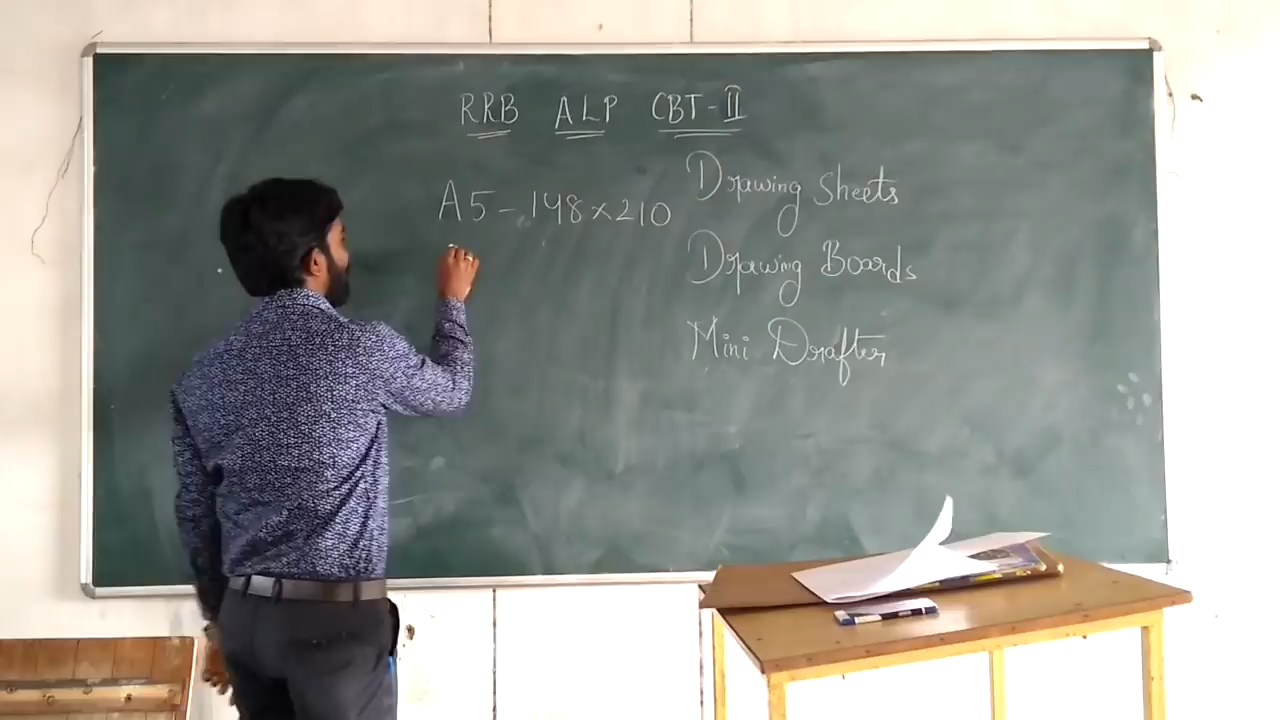 RRB ALP CBT-II
A5-148×210
Drawing Sheets
Drawing Boards
Mini Drafter